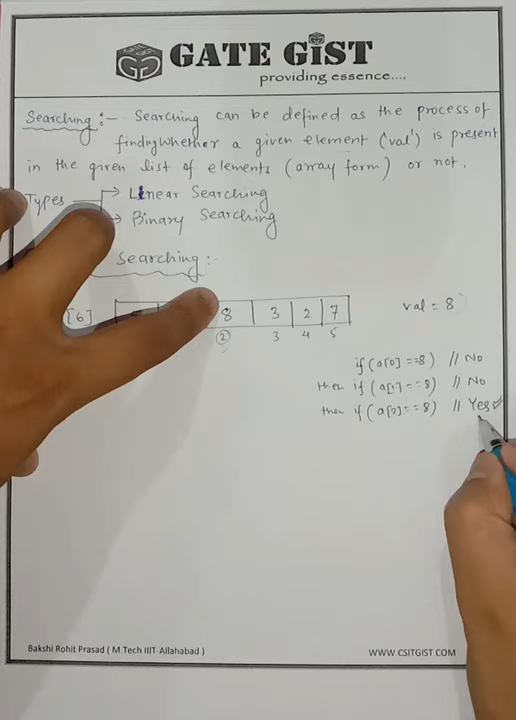 GATE GIST
providing essence....
Searching :- Searching can be defined as the process of
finding whether a given element ('val') is present
in the given list of elements (array form) or not.
Types Linear Searching
Binary Searching
Searching :-
[6] 8 3 2 7 val = 8
2 3 4 5
if (a[0] == 8) // No
then if (a[1] == 8) // No
then if (a[2] == 8) // Yes ✓
Bakshi Rohit Prasad ( M.Tech IIIT-Allahabad ) WWW.CSITGIST.COM